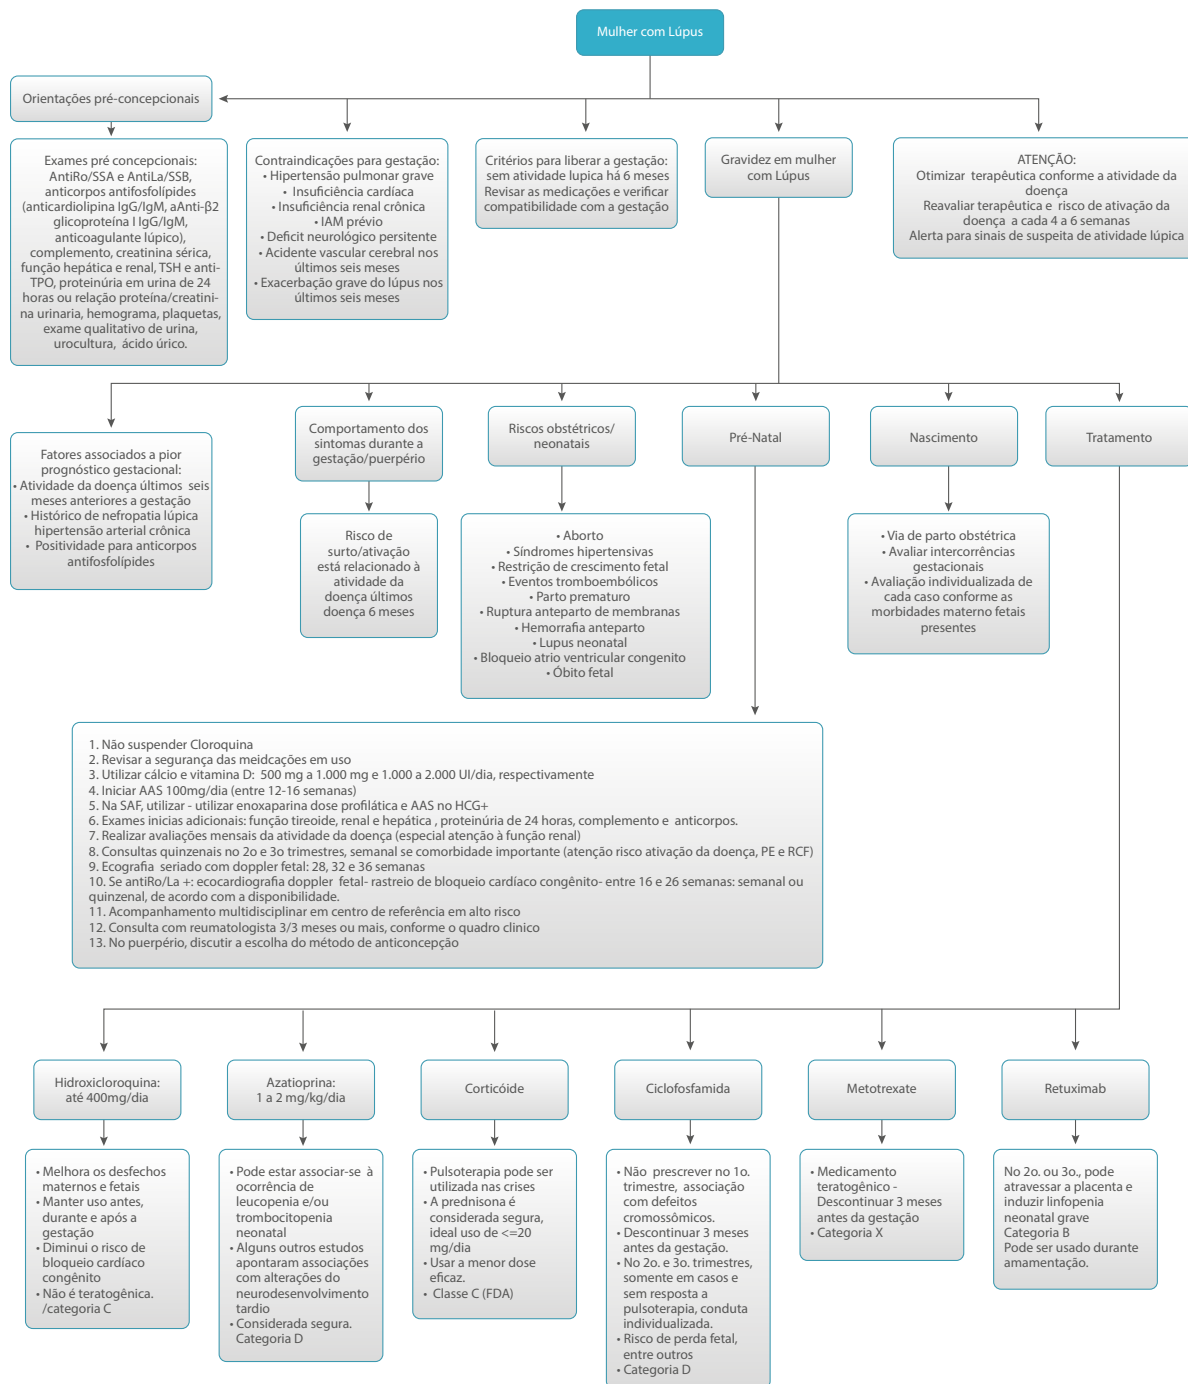 Mulher com Lúpus
Orientações pré-concepcionais
Exames pré concepcionais:
AntiRo/SSA e AntiLa/SSB,
anticorpos antifosfolípides
(anticardiolipina IgG/IgM, aAnti-β2
glicoproteína I IgG/IgM,
anticoagulante lúpico),
complemento, creatinina sérica,
função hepática e renal, TSH e anti-
TPO, proteinúria em urina de 24
horas ou relação proteína/creatini-
na urinaria, hemograma, plaquetas,
exame qualitativo de urina,
urocultura, ácido úrico.
Contraindicações para gestação:
• Hipertensão pulmonar grave
• Insuficiência cardíaca
• Insuficiência renal crônica
• IAM prévio
• Deficit neurológico persitente
• Acidente vascular cerebral nos
últimos seis meses
• Exacerbação grave do lúpus nos
últimos seis meses
Critérios para liberar a gestação:
sem atividade lupica há 6 meses
Revisar as medicações e verificar
compatibilidade com a gestação
Gravidez em mulher
com Lúpus
ATENÇÃO:
Otimizar terapêutica conforme a atividade da
doença
Reavaliar terapêutica e risco de ativação da
doença a cada 4 a 6 semanas
Alerta para sinais de suspeita de atividade lúpica
Fatores associados a pior
prognóstico gestacional:
• Atividade da doença últimos seis
meses anteriores a gestação
• Histórico de nefropatia lúpica
hipertensão arterial crônica
• Positividade para anticorpos
antifosfolípides
Comportamento dos
sintomas durante a
gestação/puerpério
Risco de
surto/ativação
está relacionado à
atividade da
doença últimos
doença 6 meses
Riscos obstétricos/
neonatais
• Aborto
• Síndromes hipertensivas
• Restrição de crescimento fetal
• Eventos tromboembólicos
• Parto prematuro
• Ruptura anteparto de membranas
• Hemorrafia anteparto
• Lupus neonatal
• Bloqueio atrio ventricular congenito
• Óbito fetal
Pré-Natal
Nascimento
• Via de parto obstétrica
• Avaliar intercorrências
gestacionais
• Avaliação individualizada de
cada caso conforme as
morbidades materno fetais
presentes
Tratamento
1. Não suspender Cloroquina
2. Revisar a segurança das meidcações em uso
3. Utilizar cálcio e vitamina D: 500 mg a 1.000 mg e 1.000 a 2.000 UI/dia, respectivamente
4. Iniciar AAS 100mg/dia (entre 12-16 semanas)
5. Na SAF, utilizar - utilizar enoxaparina dose profilática e AAS no HCG+
6. Exames inicias adicionais: função tireoide, renal e hepática , proteinúria de 24 horas, complemento e anticorpos.
7. Realizar avaliações mensais da atividade da doença (especial atenção à função renal)
8. Consultas quinzenais no 2o e 3o trimestres, semanal se comorbidade importante (atenção risco ativação da doença, PE e RCF)
9. Ecografia seriado com doppler fetal: 28, 32 e 36 semanas
10. Se antiRo/La +: ecocardiografia doppler fetal- rastreio de bloqueio cardíaco congênito- entre 16 e 26 semanas: semanal ou
quinzenal, de acordo com a disponibilidade.
11. Acompanhamento multidisciplinar em centro de referência em alto risco
12. Consulta com reumatologista 3/3 meses ou mais, conforme o quadro clinico
13. No puerpério, discutir a escolha do método de anticoncepção
Hidroxicloroquina:
até 400mg/dia
• Melhora os desfechos
maternos e fetais
• Manter uso antes,
durante e após a
gestação
• Diminui o risco de
bloqueio cardíaco
congênito
• Não é teratogênica.
/categoria C
Azatioprina:
1 a 2 mg/kg/dia
• Pode estar associar-se à
ocorrência de
leucopenia e/ou
trombocitopenia
neonatal
• Alguns outros estudos
apontaram associações
com alterações do
neurodesenvolvimento
tardio
• Considerada segura.
Categoria D
Corticóide
• Pulsoterapia pode ser
utilizada nas crises
• A prednisona é
considerada segura,
ideal uso de <=20
mg/dia
• Usar a menor dose
eficaz.
• Classe C (FDA)
Ciclofosfamida
• Não prescrever no 1o.
trimestre, associação
com defeitos
cromossômicos.
• Descontinuar 3 meses
antes da gestação.
• No 2o. e 3o. trimestres,
somente em casos e
sem resposta a
pulsoterapia, conduta
individualizada.
• Risco de perda fetal,
entre outros
• Categoria D
Metotrexate
• Medicamento
teratogênico -
Descontinuar 3 meses
antes da gestação
• Categoria X
Retuximab
No 2o. ou 3o., pode
atravessar a placenta e
induzir linfopenia
neonatal grave
Categoria B
Pode ser usado durante
amamentação.